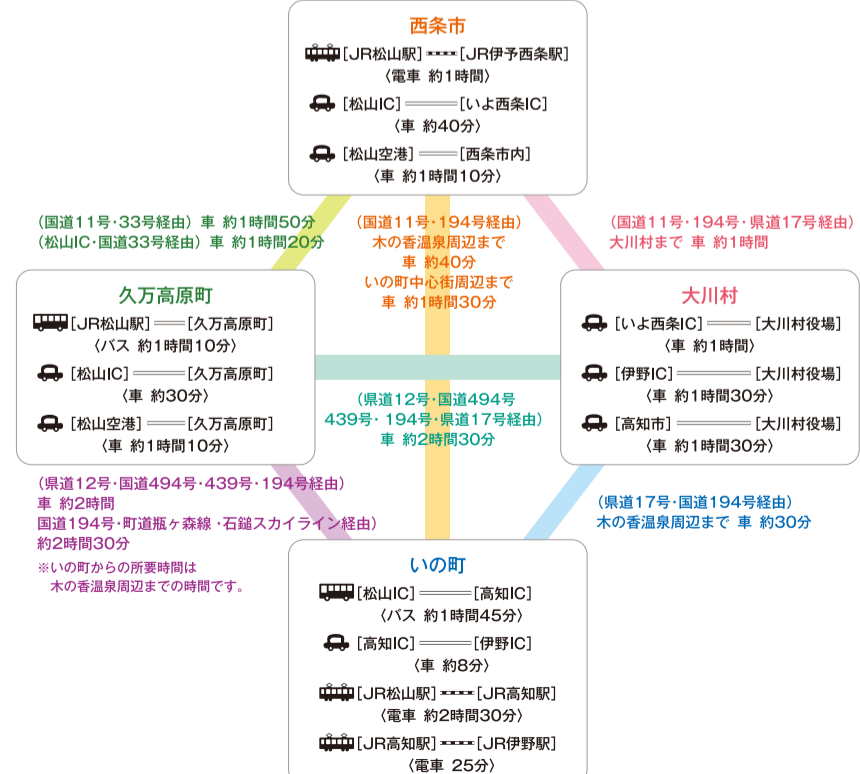 西条市
[JR松山駅] [JR伊予西条駅]
〈電車 約1時間〉
[松山IC] [いよ西条IC]
〈車 約40分〉
[松山空港] [西条市内]
〈車 約1時間10分〉
(国道11号・33号経由) 車 約1時間50分
(松山IC・国道33号経由) 車 約1時間20分
(国道11号・194号経由)
木の香温泉周辺まで
車 約40分
いの町中心街周辺まで
車 約1時間30分
(国道11号・194号・県道17号経由)
大川村まで 車 約1時間
久万高原町
[JR松山駅] [久万高原町]
〈バス 約1時間10分〉
[松山IC] [久万高原町]
〈車 約30分〉
[松山空港] [久万高原町]
〈車 約1時間10分〉
大川村
[いよ西条IC] [大川村役場]
〈車 約1時間〉
[伊野IC] [大川村役場]
〈車 約1時間30分〉
[高知市] [大川村役場]
〈車 約1時間30分〉
(県道12号・国道494号
439号・194号・県道17号経由)
車 約2時間30分
(県道12号・国道494号・439号・194号経由)
車 約2時間
国道194号・町道瓶ヶ森線・石鎚スカイライン経由)
約2時間30分
※いの町からの所要時間は
木の香温泉周辺までの時間です。
(県道17号・国道194号経由)
木の香温泉周辺まで 車 約30分
いの町
[松山IC] [高知IC]
〈バス 約1時間45分〉
[高知IC] [伊野IC]
〈車 約8分〉
[JR松山駅] [JR高知駅]
〈電車 約2時間30分〉
[JR高知駅] [JR伊野駅]
〈電車 25分〉